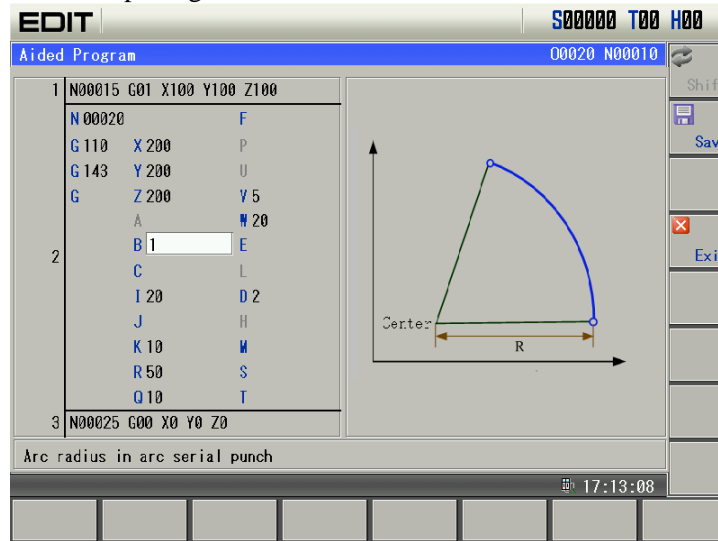 EDIT S00000 T00 H00
Aided Program O0020 N00010
Shif
1 N00015 G01 X100 Y100 Z100
N 00020 F
Sav
G 110 X 200 P
G 143 Y 200 U
G Z 200 V 5
A W 20
2 B 1 E
Exi
C L
I 20 D 2
J H
Center
K 10 M
R
R 50 S
Q 10 T
3 N00025 G00 X0 Y0 Z0
Arc radius in arc serial punch
17:13:08